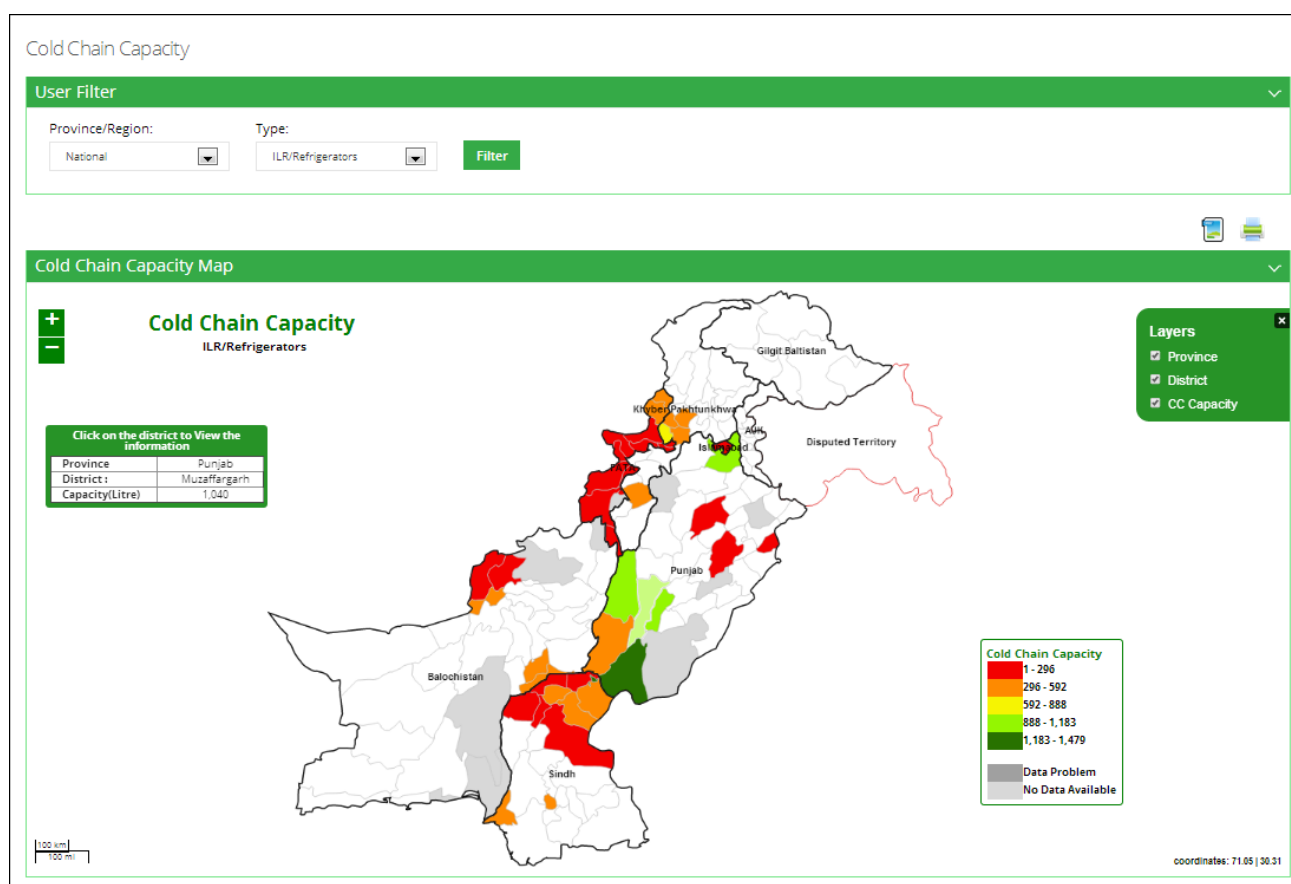 Cold Chain Capacity
User Filter
Province/Region:
Type:
National
ILR/Refrigerators
Filter
Cold Chain Capacity Map
+
−
Cold Chain Capacity
ILR/Refrigerators
Layers
Province
District
CC Capacity
Click on the district to View the
information
Province Punjab
District : Muzaffargarh
Capacity(Litre) 1,040
Gilgit Baltistan
Khyber Pakhtunkhwa
AJK
Islamabad
Disputed Territory
FATA
Punjab
Balochistan
Sindh
Cold Chain Capacity
1 - 296
296 - 592
592 - 888
888 - 1,183
1,183 - 1,479
Data Problem
No Data Available
100 km
100 mi
coordinates: 71.05 | 30.31